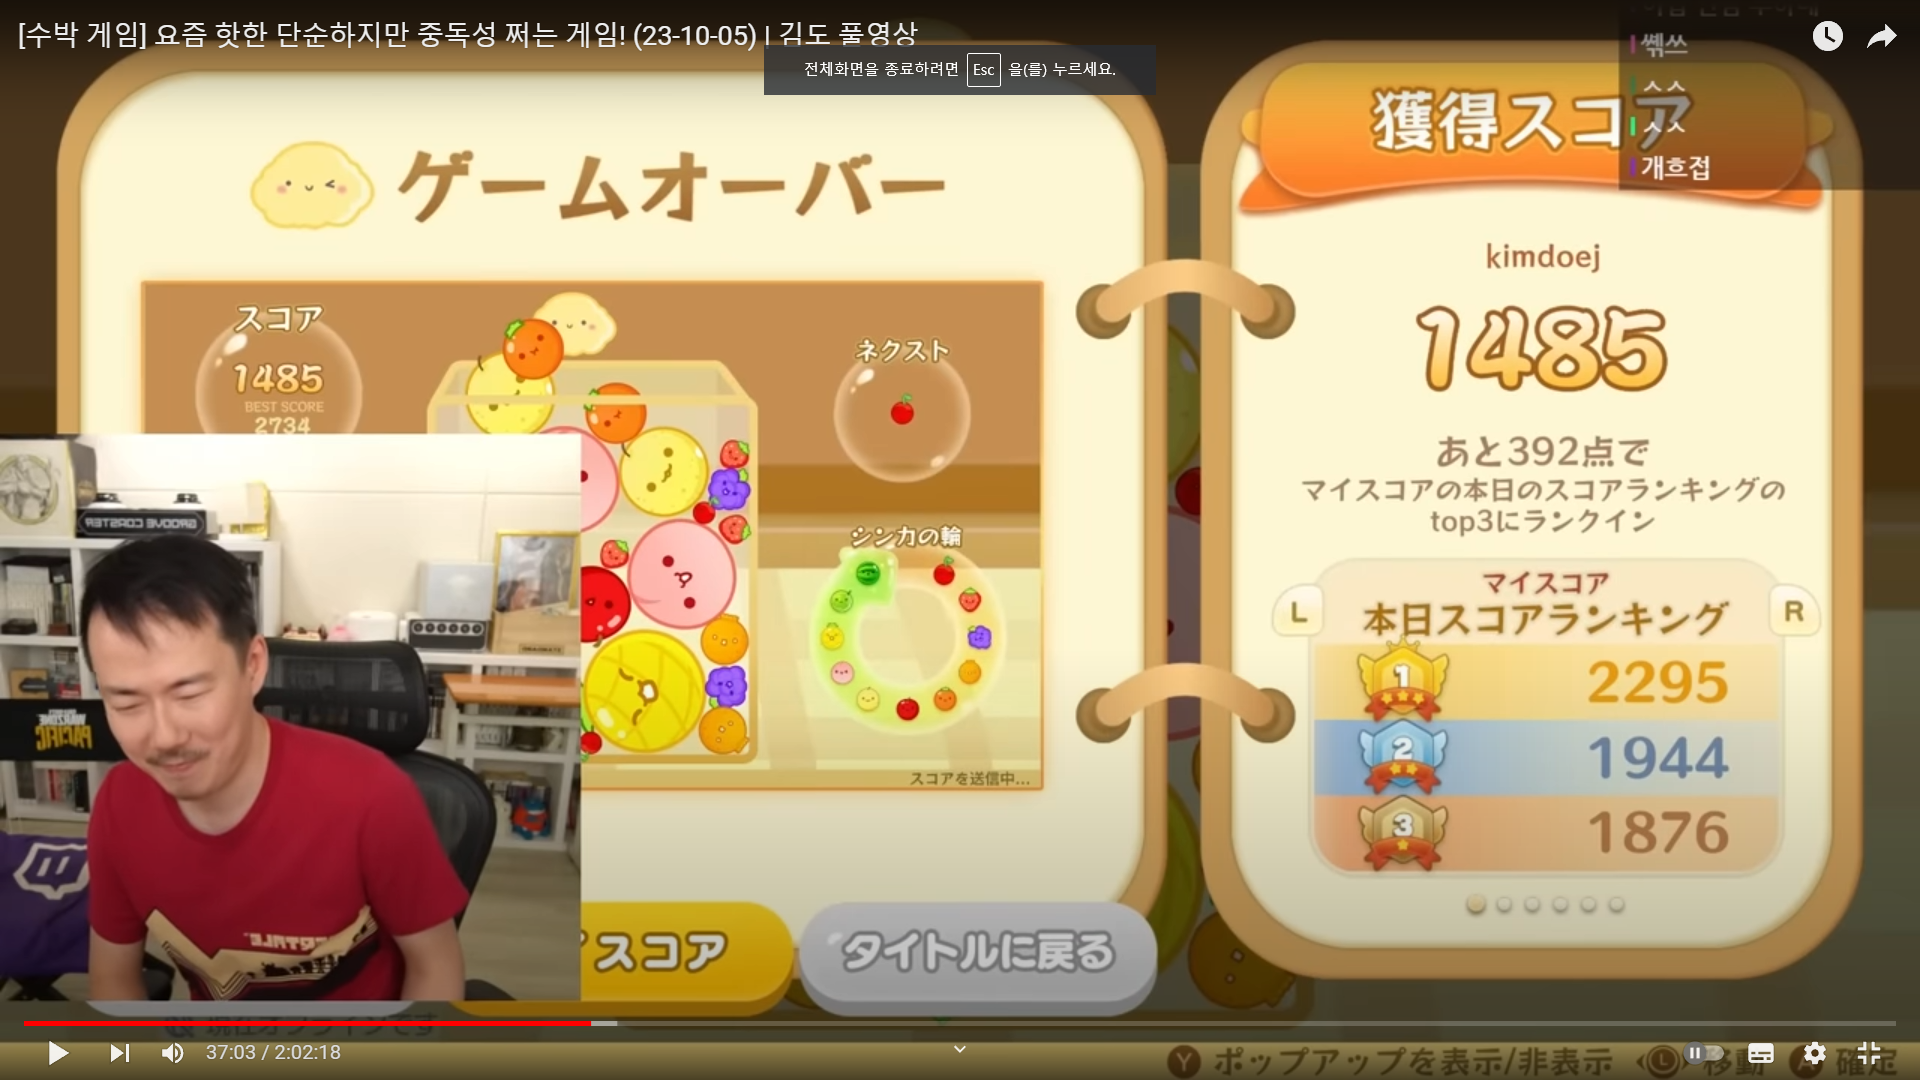 [수박 게임] 요즘 핫한 단순하지만 중독성 쩌는 게임! (23-10-05) | 김도 풀영상
전체화면을 종료하려면 Esc 을(를) 누르세요.
쀆쓰
ㅅㅅ
ㅅㅅ
개흐접
ゲームオーバー
スコア
1485
BEST SCORE
2734
ネクスト
シンカの輪
スコアを送信中...
獲得スコア
kimdoej
1485
あと392点で
マイスコアの本日のスコアランキングの
top3にランクイン
マイスコア
L 本日スコアランキング R
1 2295
2 1944
3 1876
GROOVE COASTER
PACIFIC
スコア
タイトルに戻る
37:03 / 2:02:18
Y ポップアップを表示/非表示 L 移動 A 確定